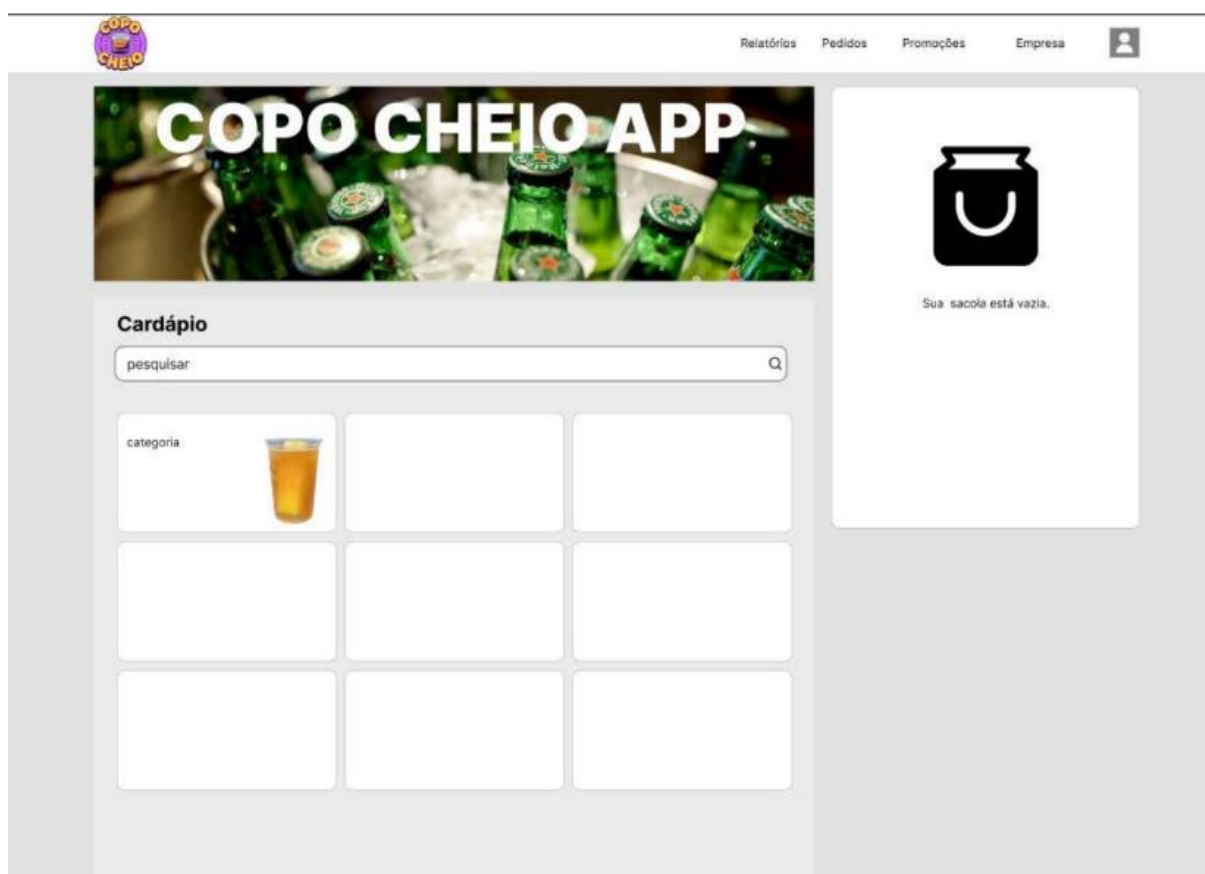 COPO
CHEIO
Relatórios Pedidos Promoções Empresa
COPO CHEIO APP
Sua sacola está vazia.
Cardápio
pesquisar
categoria